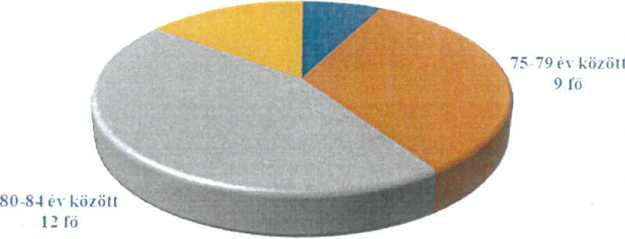 75-79 év között
9 fő
80-84 év között
12 fő